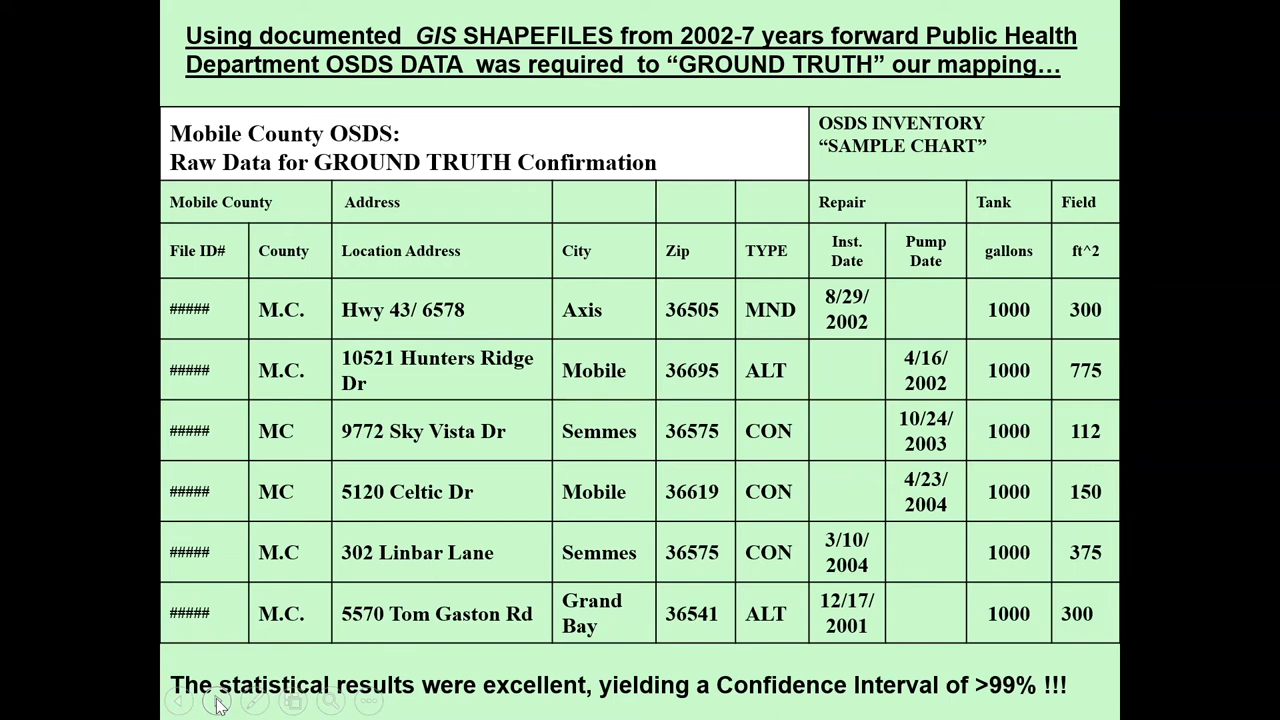 Using documented GIS SHAPEFILES from 2002-7 years forward Public Health
Department OSDS DATA was required to “GROUND TRUTH” our mapping…
Mobile County OSDS:
Raw Data for GROUND TRUTH Confirmation
OSDS INVENTORY
“SAMPLE CHART”
Mobile County Address Repair Tank Field
File ID# County Location Address City Zip TYPE Inst. Date Pump Date gallons ft^2
##### M.C. Hwy 43/ 6578 Axis 36505 MND 8/29/2002 1000 300
##### M.C. 10521 Hunters Ridge Dr Mobile 36695 ALT 4/16/2002 1000 775
##### MC 9772 Sky Vista Dr Semmes 36575 CON 10/24/2003 1000 112
##### MC 5120 Celtic Dr Mobile 36619 CON 4/23/2004 1000 150
##### M.C 302 Linbar Lane Semmes 36575 CON 3/10/2004 1000 375
##### M.C. 5570 Tom Gaston Rd Grand Bay 36541 ALT 12/17/2001 1000 300
The statistical results were excellent, yielding a Confidence Interval of >99% !!!